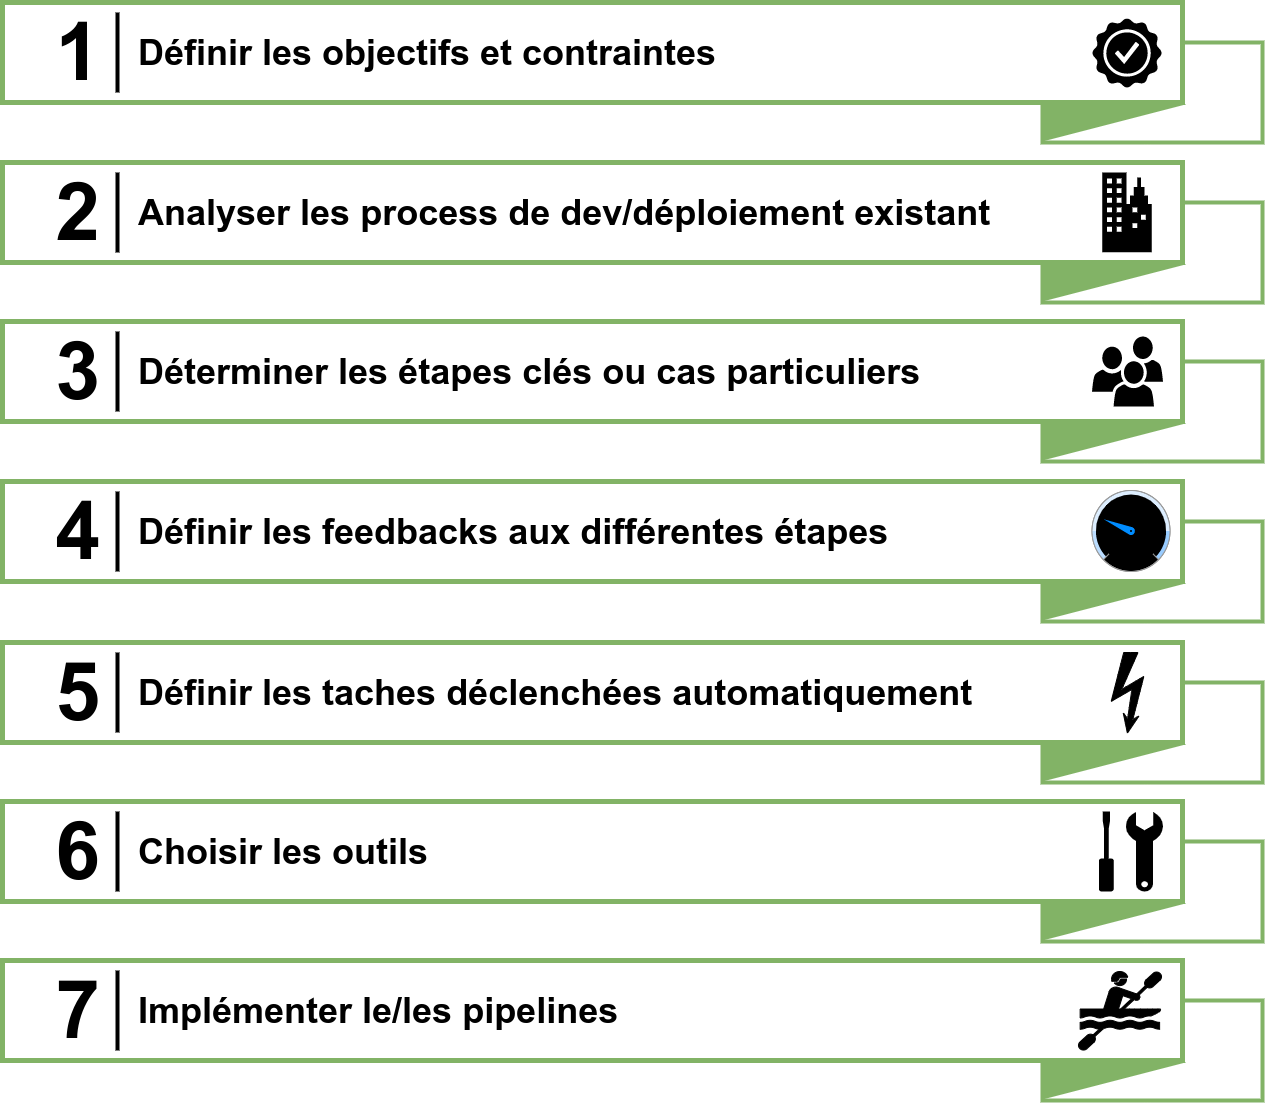 1 Définir les objectifs et contraintes
2 Analyser les process de dev/déploiement existant
3 Déterminer les étapes clés ou cas particuliers
4 Définir les feedbacks aux différentes étapes
5 Définir les taches déclenchées automatiquement
6 Choisir les outils
7 Implémenter le/les pipelines